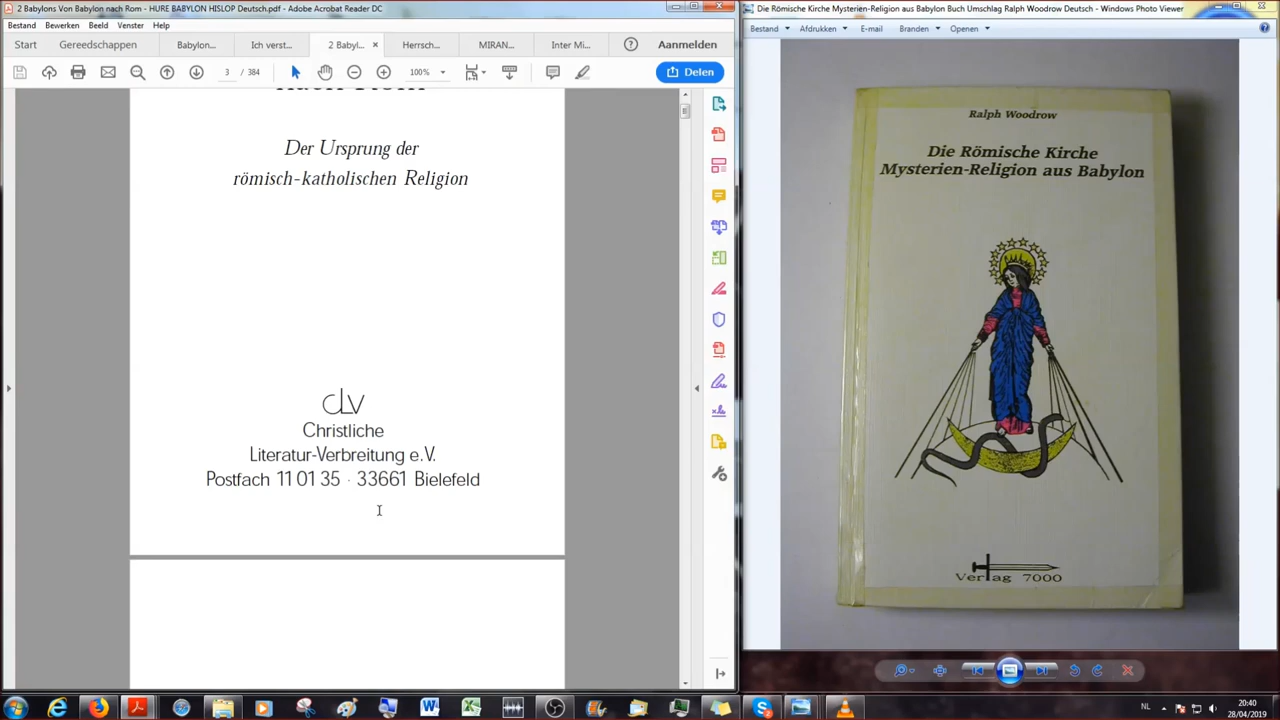 2 Babylons Von Babylon nach Rom - HURE BABYLON HISLOP Deutsch.pdf - Adobe Acrobat Reader DC
Bestand Bewerken Beeld Venster Help
Start Gereedschappen Babylon... Ich verst... 2 Babyl... × Herrsch... MIRAN... Inter Mi... Aanmelden
3 / 384 100% Delen
Der Ursprung der
römisch-katholischen Religion
clv
Christliche
Literatur-Verbreitung e.V.
Postfach 11 01 35 · 33661 Bielefeld
Die Römische Kirche Mysterien-Religion aus Babylon Buch Umschlag Ralph Woodrow Deutsch - Windows Photo Viewer
Bestand Afdrukken E-mail Branden Openen
Ralph Woodrow
Die Römische Kirche
Mysterien-Religion aus Babylon
Verlag 7000
NL 20:40
28/04/2019